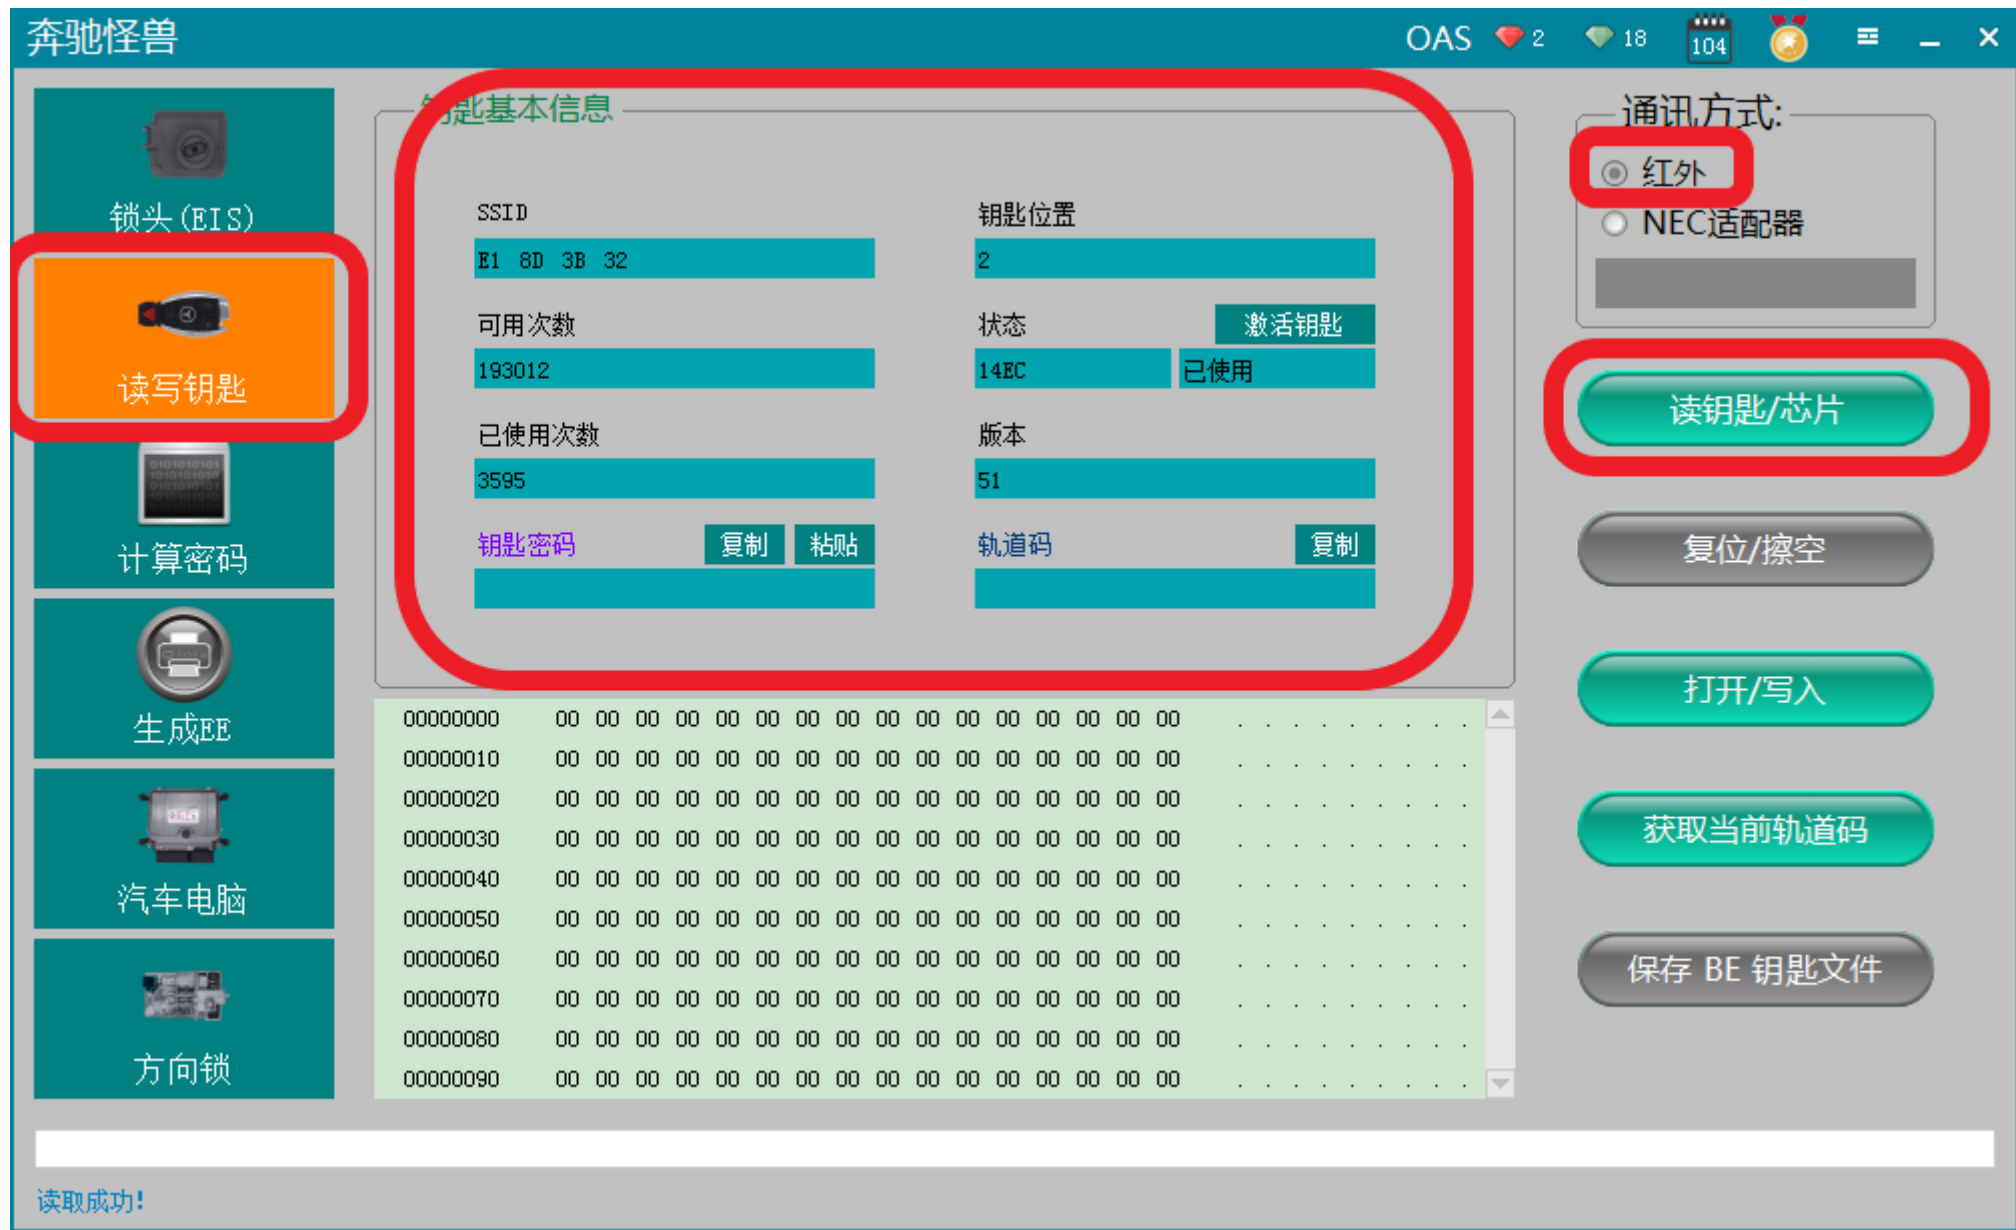 奔驰怪兽
OAS 2 18 104
锁头(EIS)
读写钥匙
计算密码
生成EE
汽车电脑
方向锁
钥匙基本信息
SSID 钥匙位置
E1 8D 3B 32 2
可用次数 状态 激活钥匙
193012 14EC 已使用
已使用次数 版本
3595 51
钥匙密码 复制 粘贴 轨道码 复制
00000000 00 00 00 00 00 00 00 00 00 00 00 00 00 00 00 00 . . . . . . . . .
00000010 00 00 00 00 00 00 00 00 00 00 00 00 00 00 00 00 . . . . . . . . .
00000020 00 00 00 00 00 00 00 00 00 00 00 00 00 00 00 00 . . . . . . . . .
00000030 00 00 00 00 00 00 00 00 00 00 00 00 00 00 00 00 . . . . . . . . .
00000040 00 00 00 00 00 00 00 00 00 00 00 00 00 00 00 00 . . . . . . . . .
00000050 00 00 00 00 00 00 00 00 00 00 00 00 00 00 00 00 . . . . . . . . .
00000060 00 00 00 00 00 00 00 00 00 00 00 00 00 00 00 00 . . . . . . . . .
00000070 00 00 00 00 00 00 00 00 00 00 00 00 00 00 00 00 . . . . . . . . .
00000080 00 00 00 00 00 00 00 00 00 00 00 00 00 00 00 00 . . . . . . . . .
00000090 00 00 00 00 00 00 00 00 00 00 00 00 00 00 00 00 . . . . . . . . .
通讯方式:
红外
NEC适配器
读钥匙/芯片
复位/擦空
打开/写入
获取当前轨道码
保存 BE 钥匙文件
读取成功!